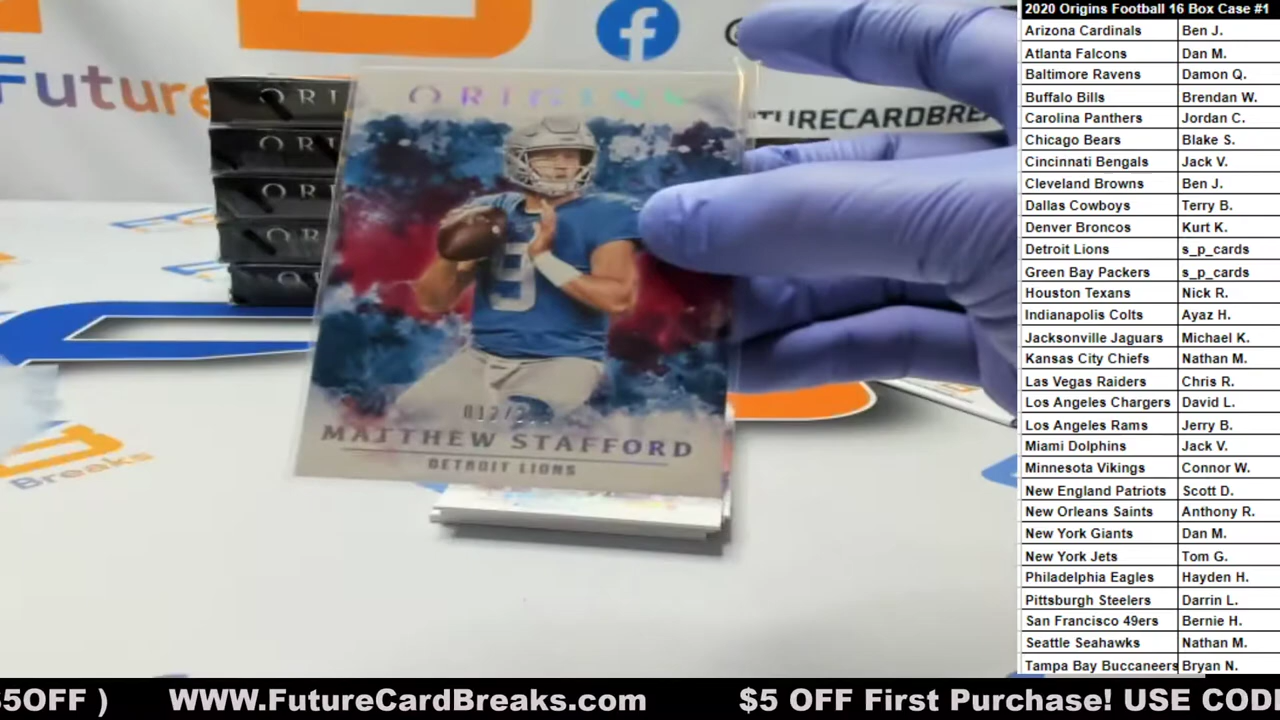 2020 Origins Football 16 Box Case #1
Arizona Cardinals Ben J.
Atlanta Falcons Dan M.
Baltimore Ravens Damon Q.
Buffalo Bills Brendan W.
Carolina Panthers Jordan C.
Chicago Bears Blake S.
Cincinnati Bengals Jack V.
Cleveland Browns Ben J.
Dallas Cowboys Terry B.
Denver Broncos Kurt K.
Detroit Lions s_p_cards
Green Bay Packers s_p_cards
Houston Texans Nick R.
Indianapolis Colts Ayaz H.
Jacksonville Jaguars Michael K.
Kansas City Chiefs Nathan M.
Las Vegas Raiders Chris R.
Los Angeles Chargers David L.
Los Angeles Rams Jerry B.
Miami Dolphins Jack V.
Minnesota Vikings Connor W.
New England Patriots Scott D.
New Orleans Saints Anthony R.
New York Giants Dan M.
New York Jets Tom G.
Philadelphia Eagles Hayden H.
Pittsburgh Steelers Darrin L.
San Francisco 49ers Bernie H.
Seattle Seahawks Nathan M.
Tampa Bay Buccaneers Bryan N.
Future
TURECARDBREA
ORI
ORI
ORI
ORI
ORIGINS
9
MATTHEW STAFFORD
DETROIT LIONS
Breaks
$5OFF ) WWW.FutureCardBreaks.com $5 OFF First Purchase! USE COD